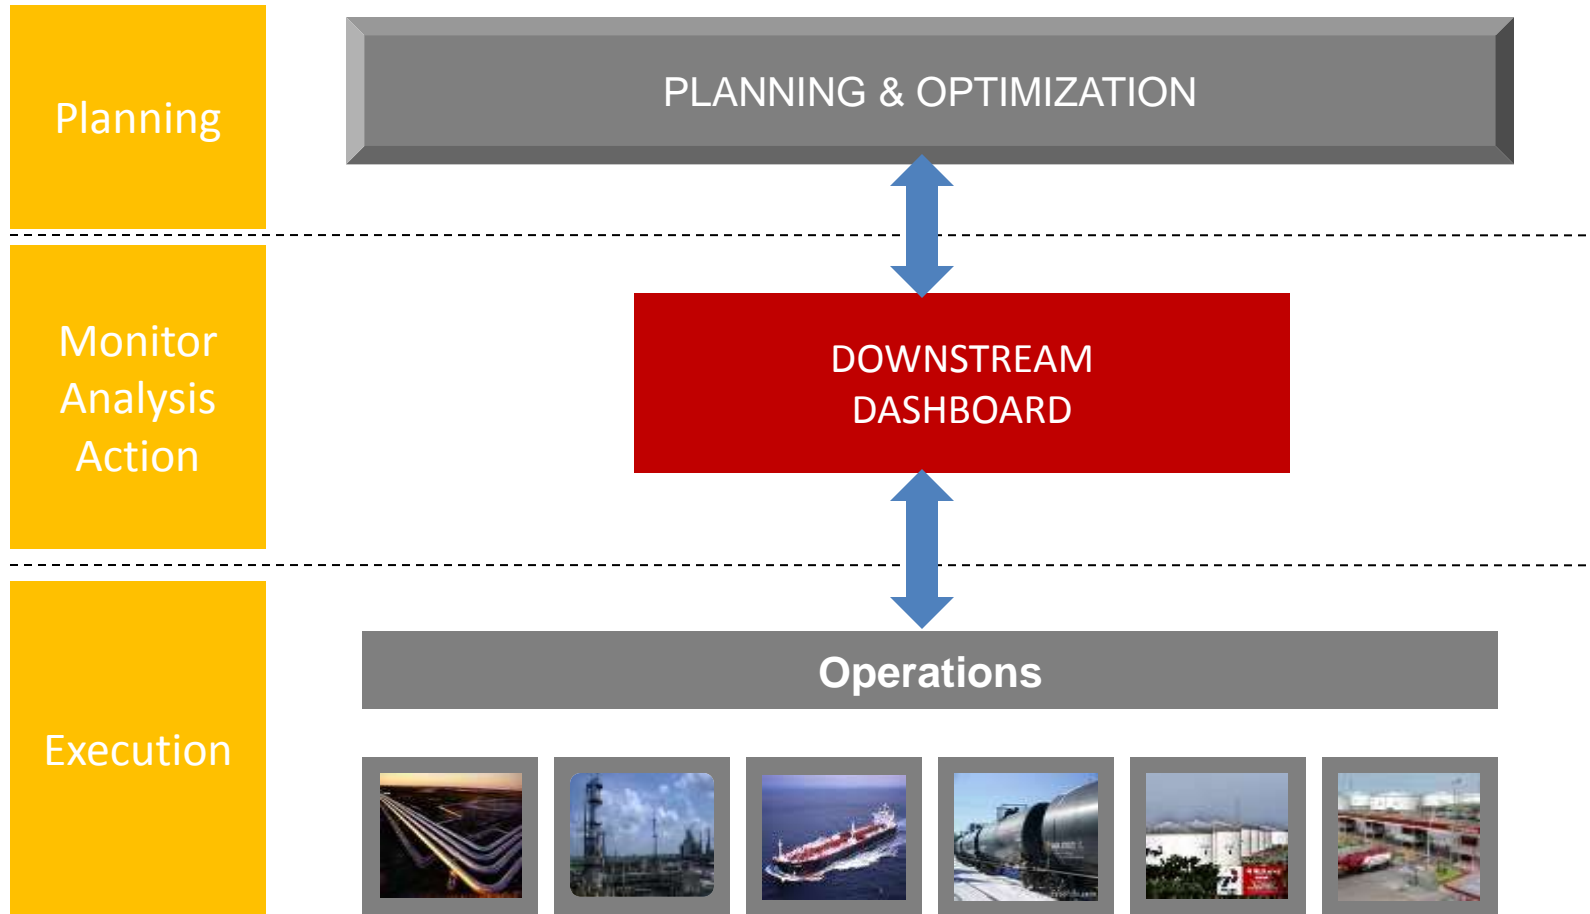 Planning
PLANNING & OPTIMIZATION
Monitor
Analysis
Action
DOWNSTREAM
DASHBOARD
Execution
Operations